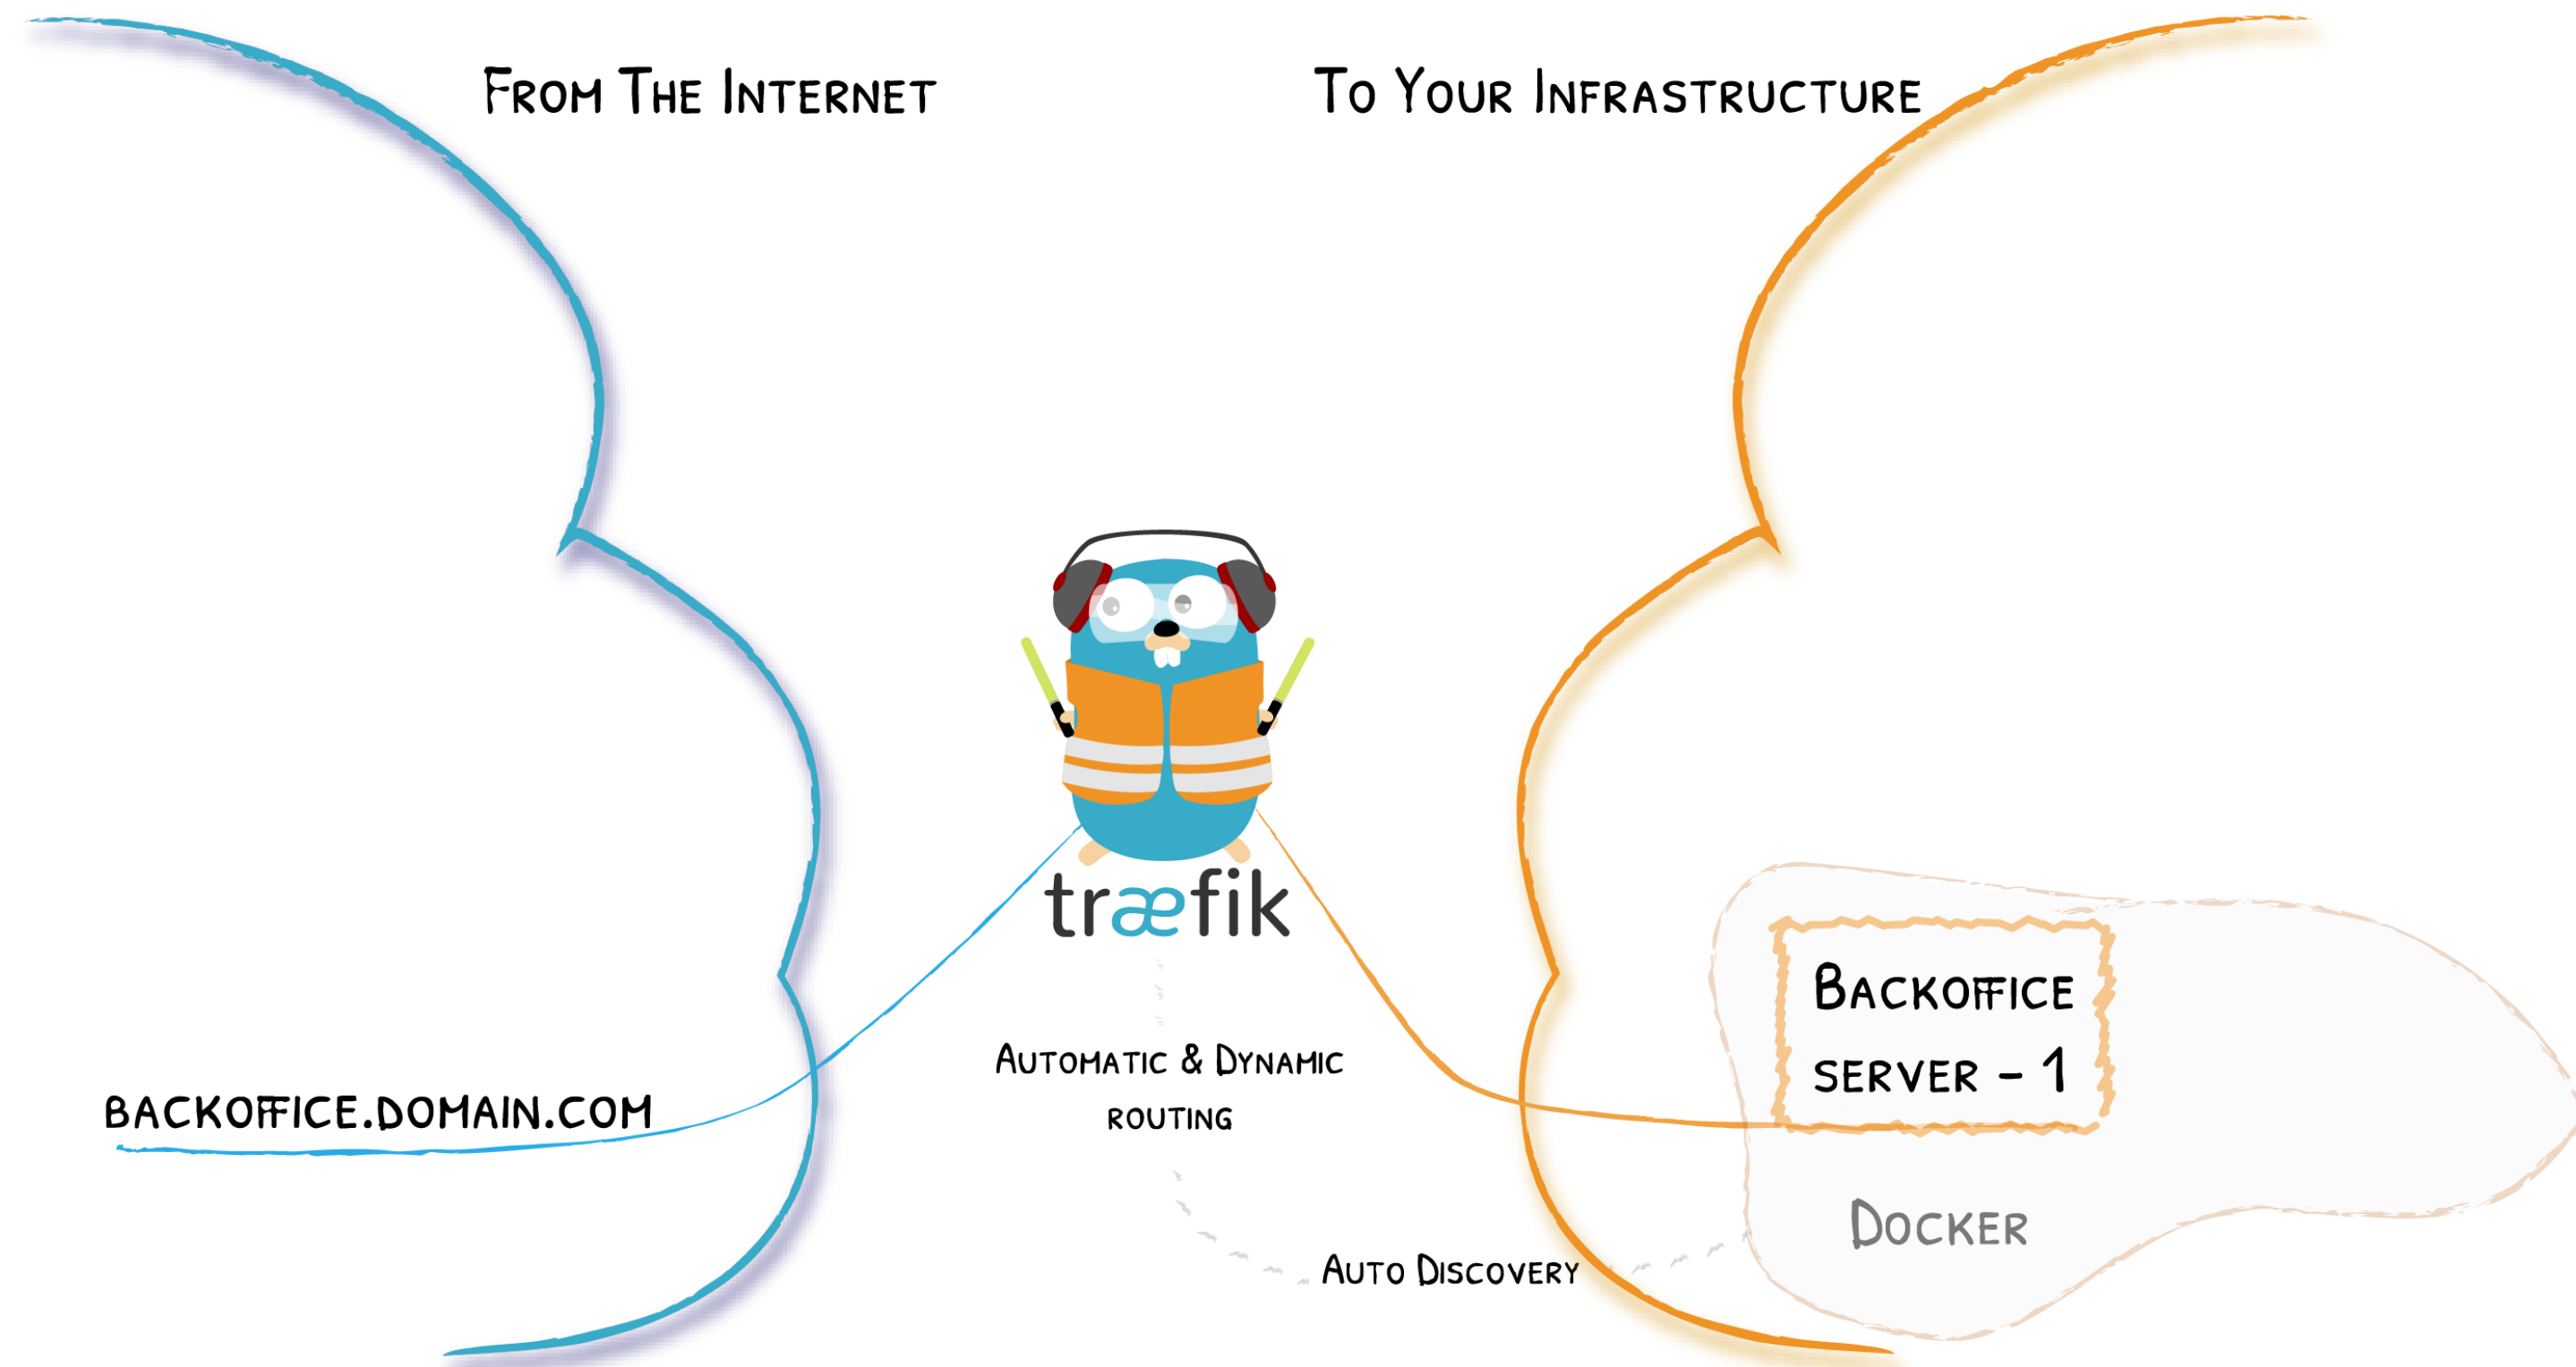 From The Internet
To Your Infrastructure
træfik
Backoffice
server - 1
Automatic & Dynamic
routing
backoffice.domain.com
Docker
Auto Discovery